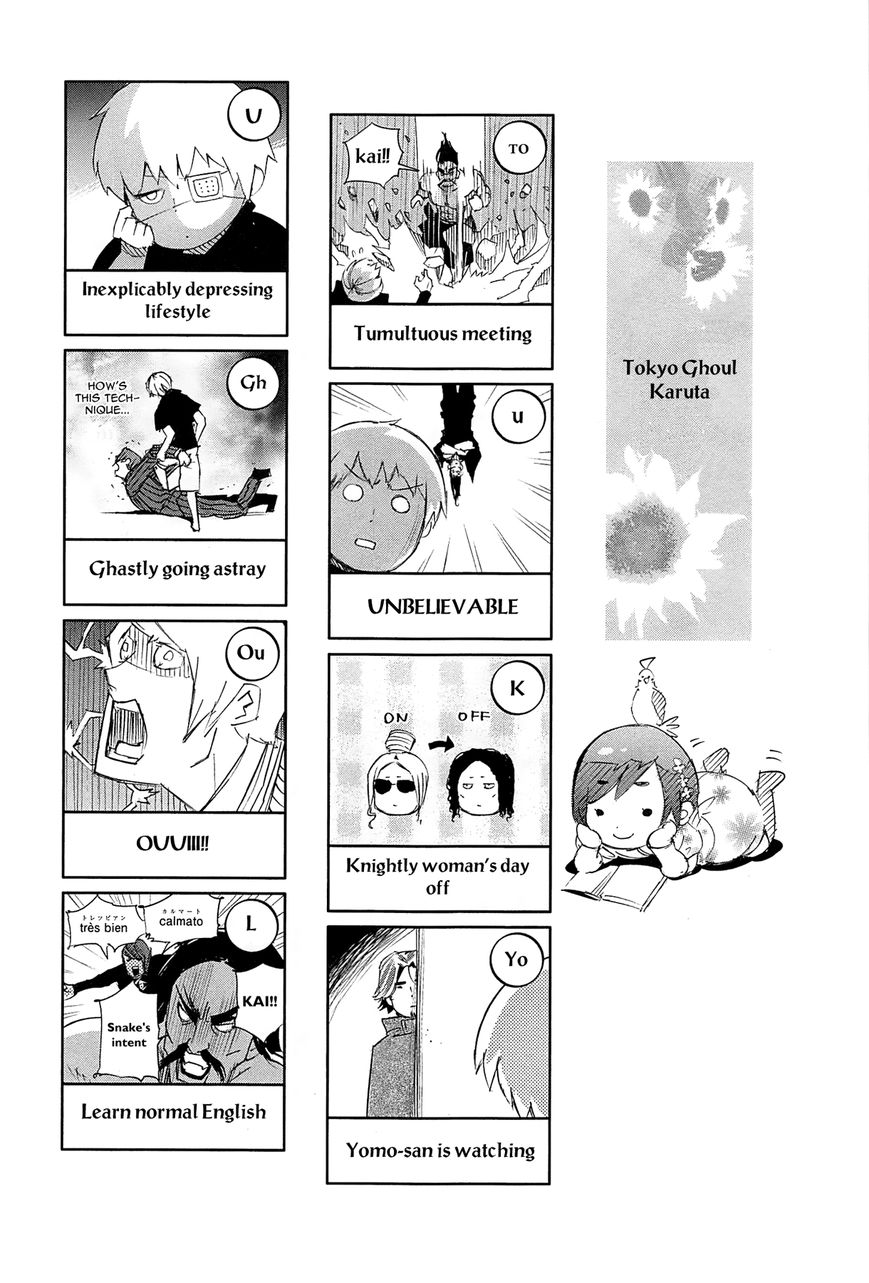 Tokyo Ghoul
Karuta
TO
kai!!
Tumultuous meeting
u
UNBELIEVABLE
K
ON
OFF
Knightly woman's day
off
Yo
Yomo-san is watching
U
Inexplicably depressing
lifestyle
Gh
HOW'S
THIS TECH-
NIQUE...
Ghastly going astray
Ou
OUUIII!!
L
カルマート
calmato
トレッビアン
très bien
KAI!!
Snake's
intent
Learn normal English